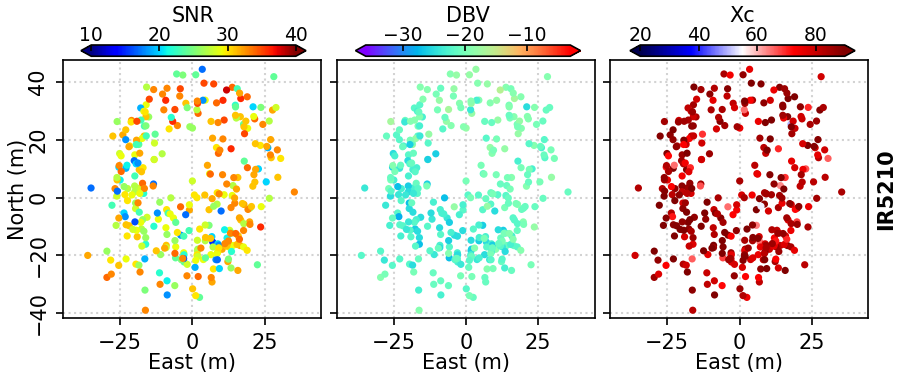 SNR DBV Xc
10 20 30 40 −30 −20 −10 20 40 60 80
North (m)
40
20
0
−20
−40
−25 0 25 −25 0 25 −25 0 25
East (m) East (m) East (m)
IR5210